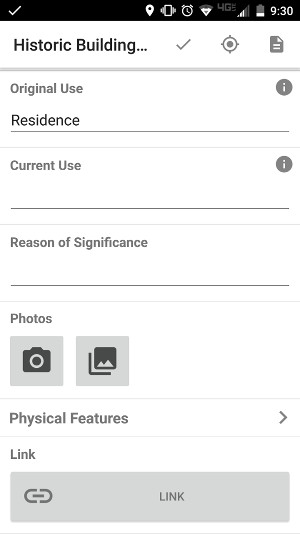 4G
9:30
Historic Building...
Original Use
Residence
Current Use
Reason of Significance
Photos
Physical Features
Link
LINK